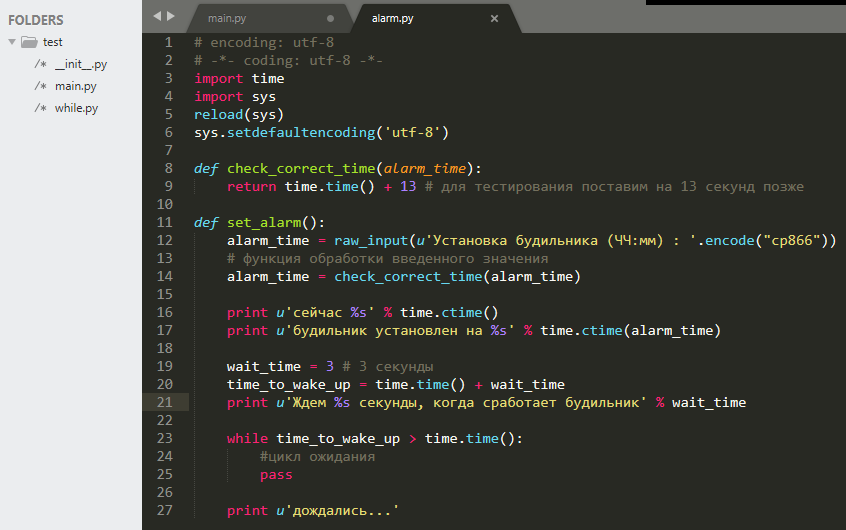 FOLDERS
test
/* __init__.py
/* main.py
/* while.py
main.py
alarm.py
1 # encoding: utf-8
2 # -*- coding: utf-8 -*-
3 import time
4 import sys
5 reload(sys)
6 sys.setdefaultencoding('utf-8')
7
8 def check_correct_time(alarm_time):
9     return time.time() + 13 # для тестирования поставим на 13 секунд позже
10
11 def set_alarm():
12     alarm_time = raw_input(u'Установка будильника (ЧЧ:мм) : '.encode("cp866"))
13     # функция обработки введенного значения
14     alarm_time = check_correct_time(alarm_time)
15
16     print u'сейчас %s' % time.ctime()
17     print u'будильник установлен на %s' % time.ctime(alarm_time)
18
19     wait_time = 3 # 3 секунды
20     time_to_wake_up = time.time() + wait_time
21     print u'Ждем %s секунды, когда сработает будильник' % wait_time
22
23     while time_to_wake_up > time.time():
24         #цикл ожидания
25         pass
26
27     print u'дождались...'